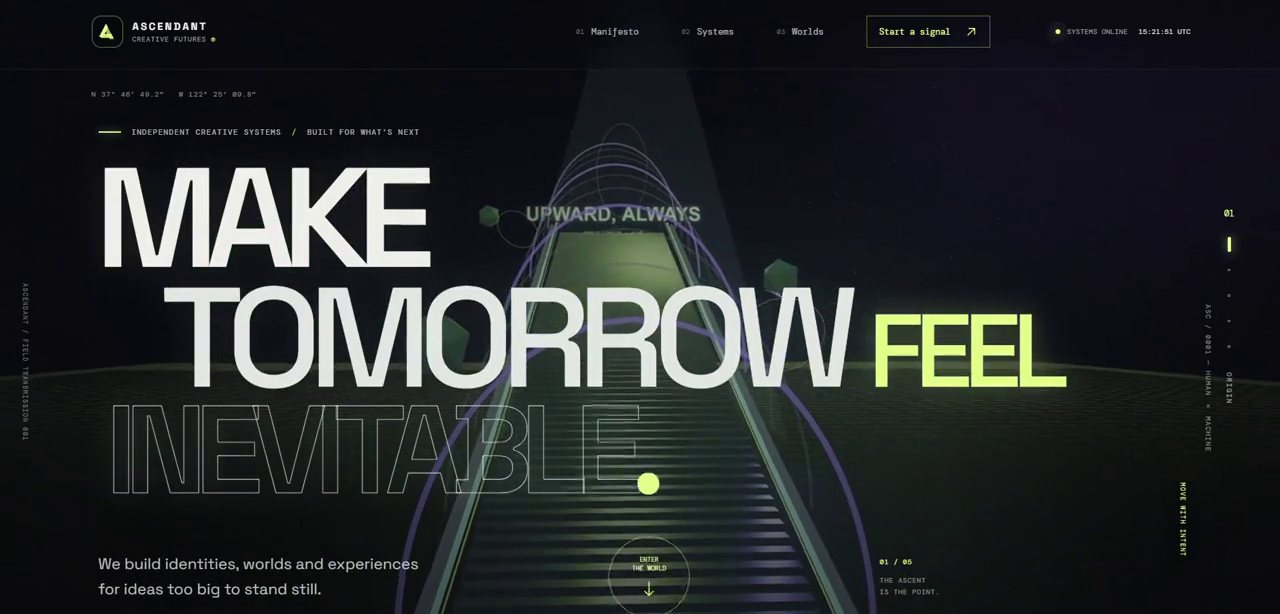 ASCENDANT
CREATIVE FUTURES ®
01 Manifesto
02 Systems
03 Worlds
Start a signal
SYSTEMS ONLINE 15:21:51 UTC
N 37° 46′ 49.2″ W 122° 25′ 09.8″
INDEPENDENT CREATIVE SYSTEMS / BUILT FOR WHAT'S NEXT
MAKE
UPWARD, ALWAYS
TOMORROW FEEL
INEVITABLE
ASCENDANT / FIELD TRANSMISSION 001
01
ORIGIN
ASC / 0001 — HUMAN × MACHINE
MOVE WITH INTENT
We build identities, worlds and experiences
for ideas too big to stand still.
ENTER
THE WORLD
01 / 05
THE ASCENT
IS THE POINT.